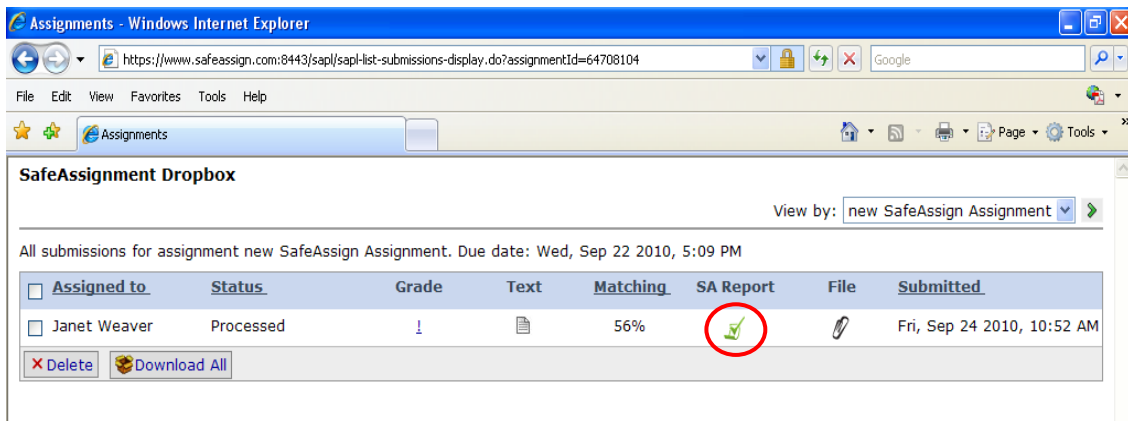 Assignments - Windows Internet Explorer
https://www.safeassign.com:8443/sapl/sapl-list-submissions-display.do?assignmentId=64708104 Google
File Edit View Favorites Tools Help
Assignments Page Tools »
SafeAssignment Dropbox
View by: new SafeAssign Assignment
All submissions for assignment new SafeAssign Assignment. Due date: Wed, Sep 22 2010, 5:09 PM
Assigned to Status Grade Text Matching SA Report File Submitted
Janet Weaver Processed ! 56% Fri, Sep 24 2010, 10:52 AM
Delete Download All